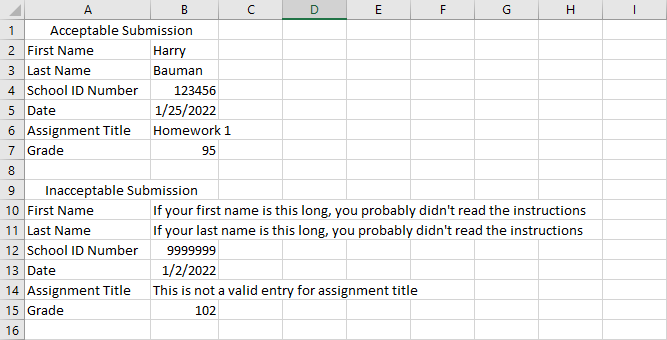 A B C D E F G H I
1 Acceptable Submission
2 First Name Harry
3 Last Name Bauman
4 School ID Number 123456
5 Date 1/25/2022
6 Assignment Title Homework 1
7 Grade 95
8
9 Inacceptable Submission
10 First Name If your first name is this long, you probably didn't read the instructions
11 Last Name If your last name is this long, you probably didn't read the instructions
12 School ID Number 9999999
13 Date 1/2/2022
14 Assignment Title This is not a valid entry for assignment title
15 Grade 102
16